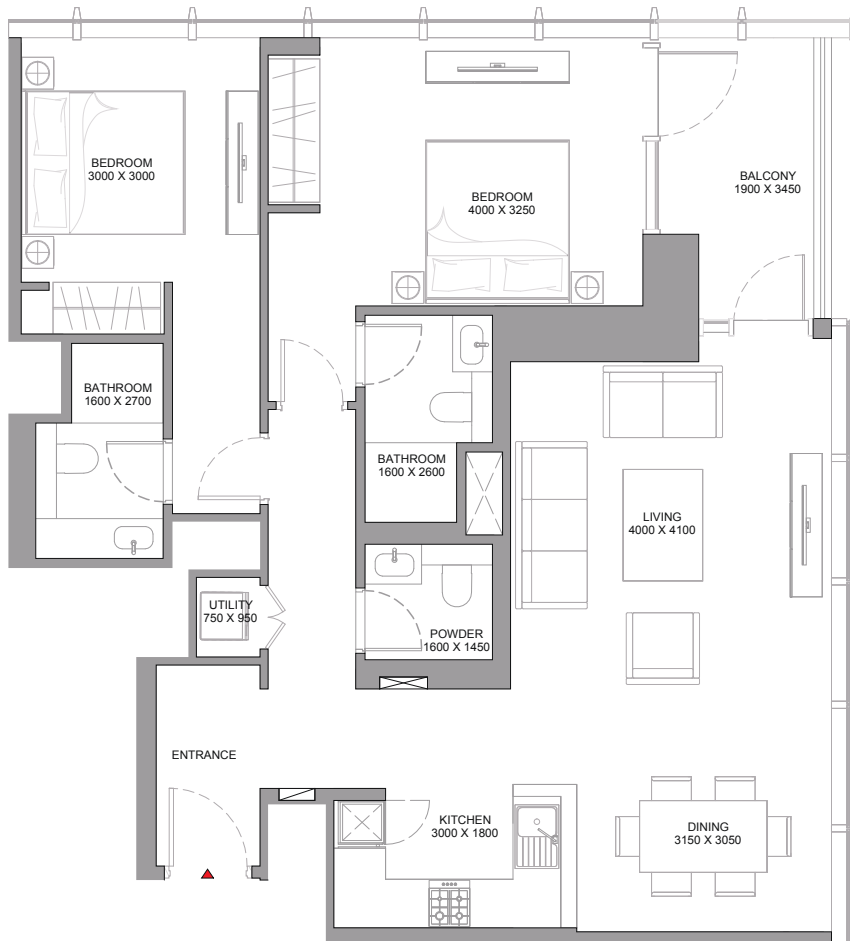 BEDROOM
3000 X 3000
BEDROOM
4000 X 3250
BALCONY
1900 X 3450
BATHROOM
1600 X 2700
BATHROOM
1600 X 2600
LIVING
4000 X 4100
UTILITY
750 X 950
POWDER
1600 X 1450
ENTRANCE
KITCHEN
3000 X 1800
DINING
3150 X 3050